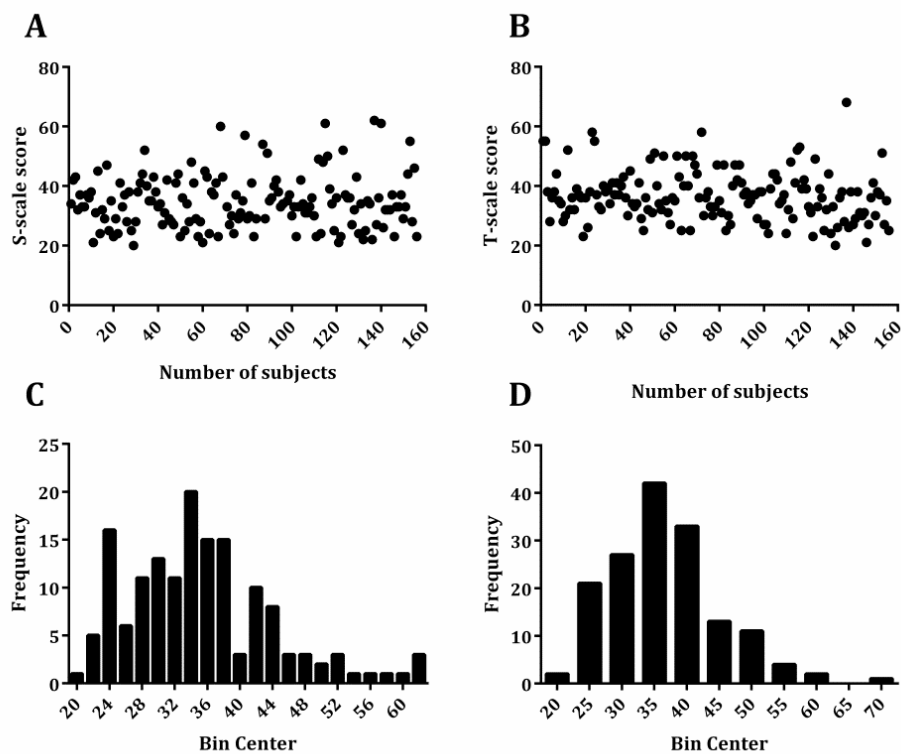 A
S-scale score
80
60
40
20
0
0 20 40 60 80 100 120 140 160
Number of subjects
B
T-scale score
80
60
40
20
0
0 20 40 60 80 100 120 140 160
Number of subjects
C
Frequency
25
20
15
10
5
0
20 24 28 32 36 40 44 48 52 56 60
Bin Center
D
Frequency
50
40
30
20
10
0
20 25 30 35 40 45 50 55 60 65 70
Bin Center